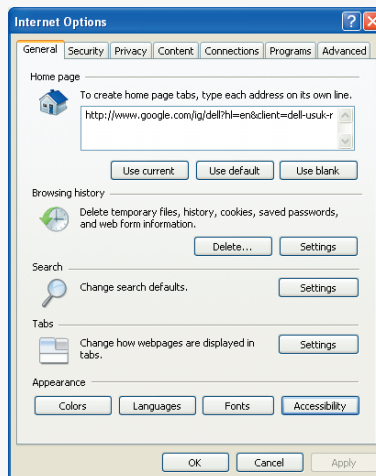 Internet Options
General Security Privacy Content Connections Programs Advanced
Home page
To create home page tabs, type each address on its own line.
http://www.google.com/ig/dell?hl=en&client=dell-usuk-r
Use current Use default Use blank
Browsing history
Delete temporary files, history, cookies, saved passwords,
and web form information.
Delete... Settings
Search
Change search defaults. Settings
Tabs
Change how webpages are displayed in
tabs.
Settings
Appearance
Colors Languages Fonts Accessibility
OK Cancel Apply